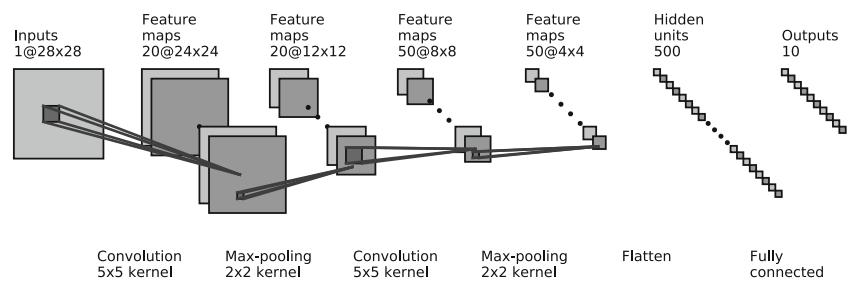 Inputs
1@28x28
Feature
maps
20@24x24
Feature
maps
20@12x12
Feature
maps
50@8x8
Feature
maps
50@4x4
Hidden
units
500
Outputs
10
Convolution
5x5 kernel
Max-pooling
2x2 kernel
Convolution
5x5 kernel
Max-pooling
2x2 kernel
Flatten
Fully
connected